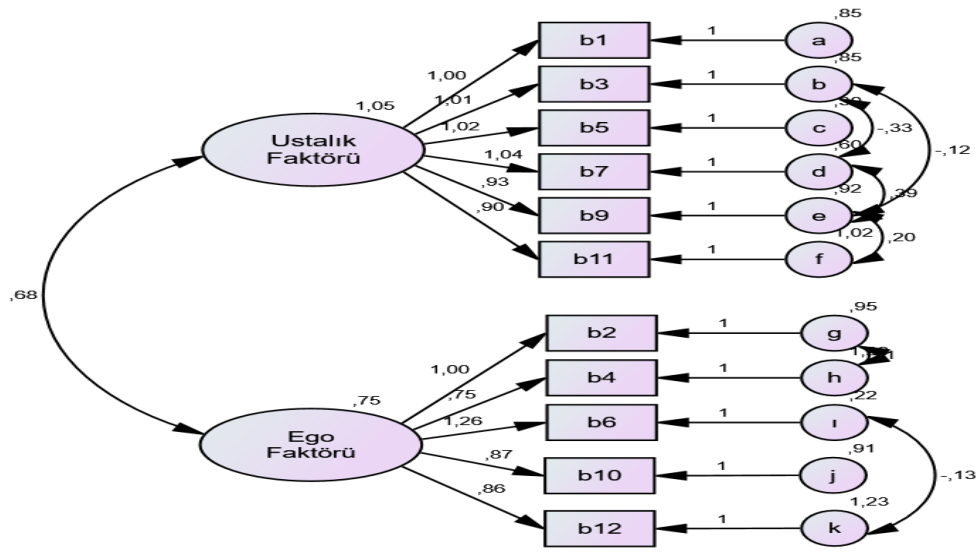 ,85
b1
1
a
1,00
,85
b3
1
b
1,01
1,05
b5
1
c
1,02
-,33
-,12
Ustalık
Faktörü
,60
b7
1
d
1,04
,92
,39
,93
b9
1
e
,90
1,02
,20
b11
1
f
,68
,95
b2
1
g
1,00
b4
1
h
,75
,75
,22
b6
1
ı
1,26
Ego
Faktörü
,91
b10
1
j
,87
-,13
,86
1,23
b12
1
k